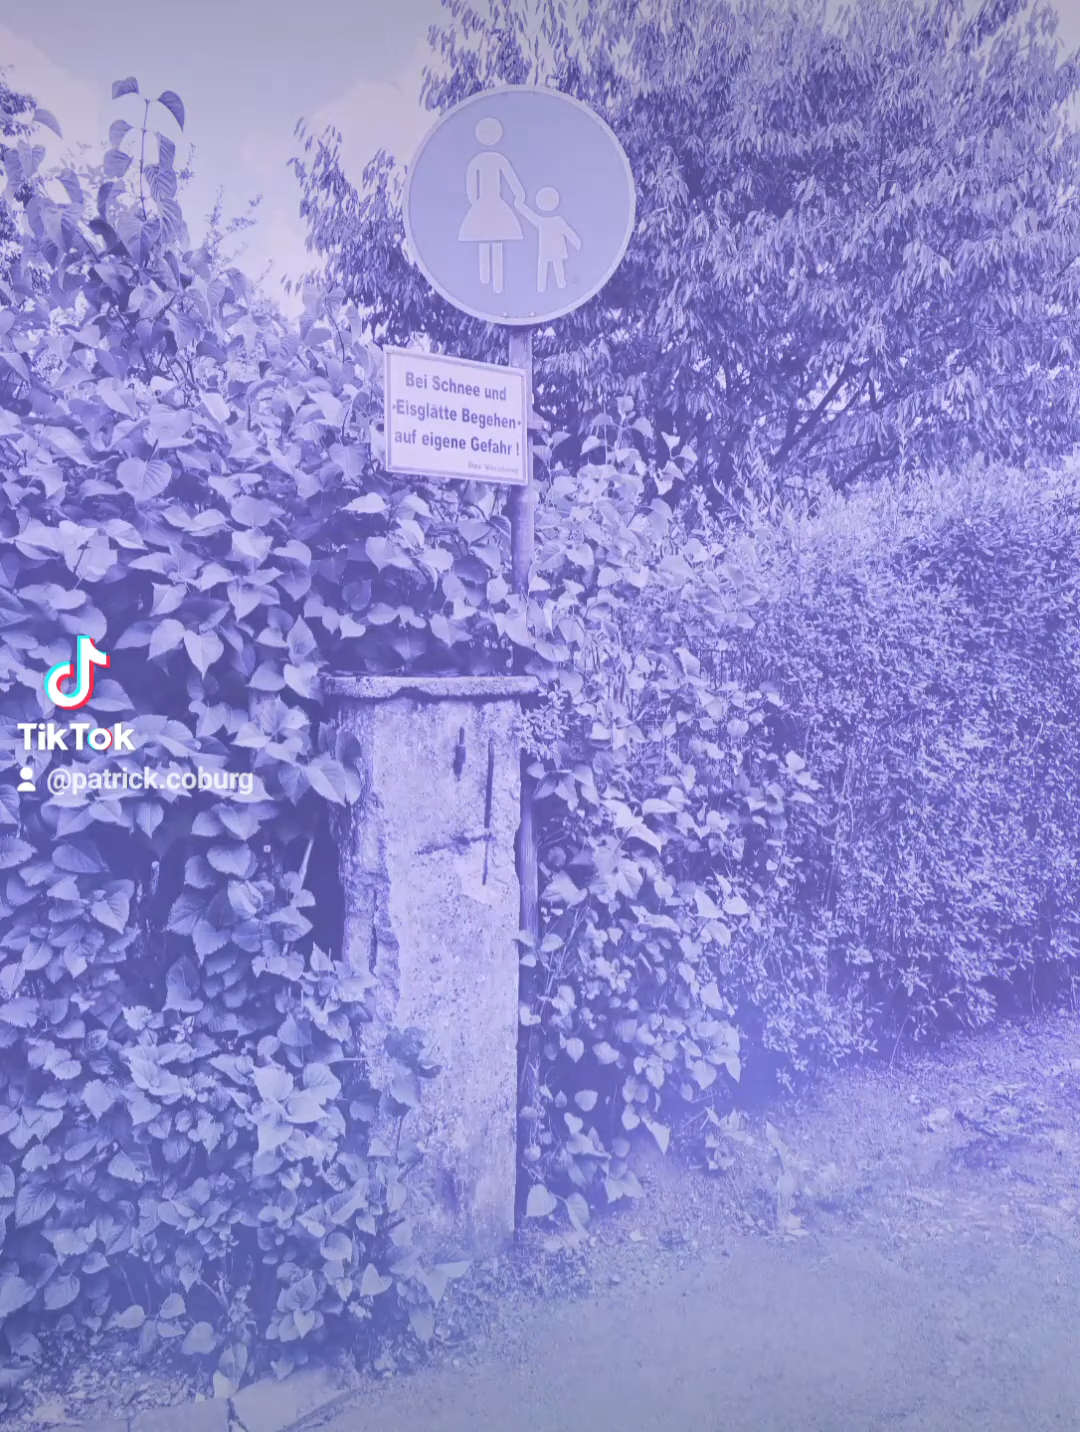 Bei Schnee und
Eisglätte Begehen
auf eigene Gefahr !
TikTok
@patrick.coburg